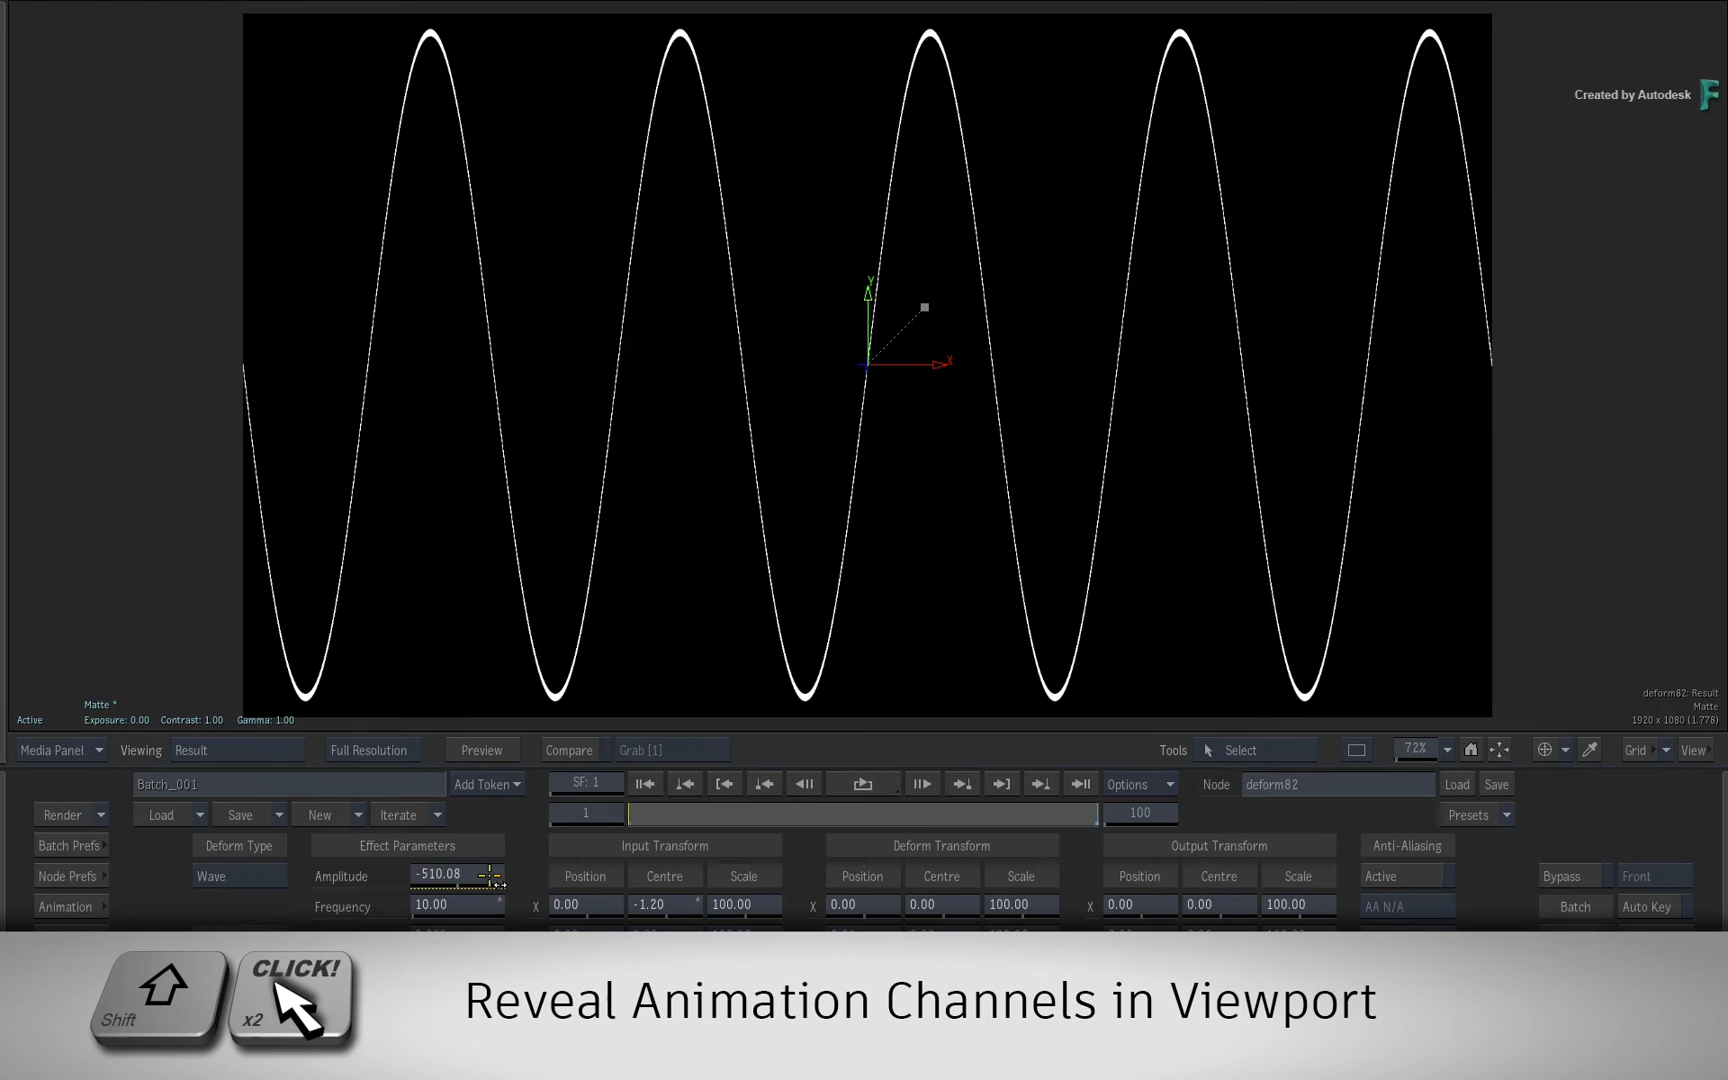 Created by Autodesk
Y
X
Matte *
Active Exposure: 0.00 Contrast: 1.00 Gamma: 1.00
deform82: Result
Matte
1920 x 1080 (1.778)
Media Panel Viewing Result Full Resolution Preview Compare Grab [1] Tools Select 72% Grid View
Batch_001 Add Token SF: 1 Options Node deform82 Load Save
Render Load Save New Iterate 1 100 Presets
Batch Prefs Deform Type Effect Parameters Input Transform Deform Transform Output Transform Anti-Aliasing
Node Prefs Wave Amplitude -510.08 Position Centre Scale Position Centre Scale Position Centre Scale Active Bypass Front
Animation Frequency 10.00 * X 0.00 -1.20 * 100.00 X 0.00 0.00 100.00 X 0.00 0.00 100.00 AA N/A Batch Auto Key
CLICK!
Shift x2
Reveal Animation Channels in Viewport